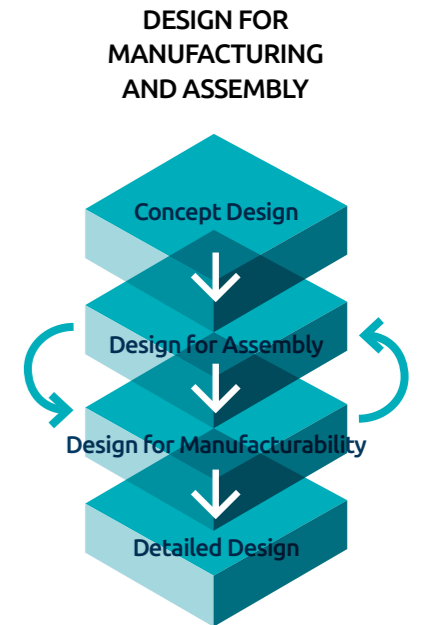 DESIGN FOR
MANUFACTURING
AND ASSEMBLY
Concept Design
Design for Assembly
Design for Manufacturability
Detailed Design